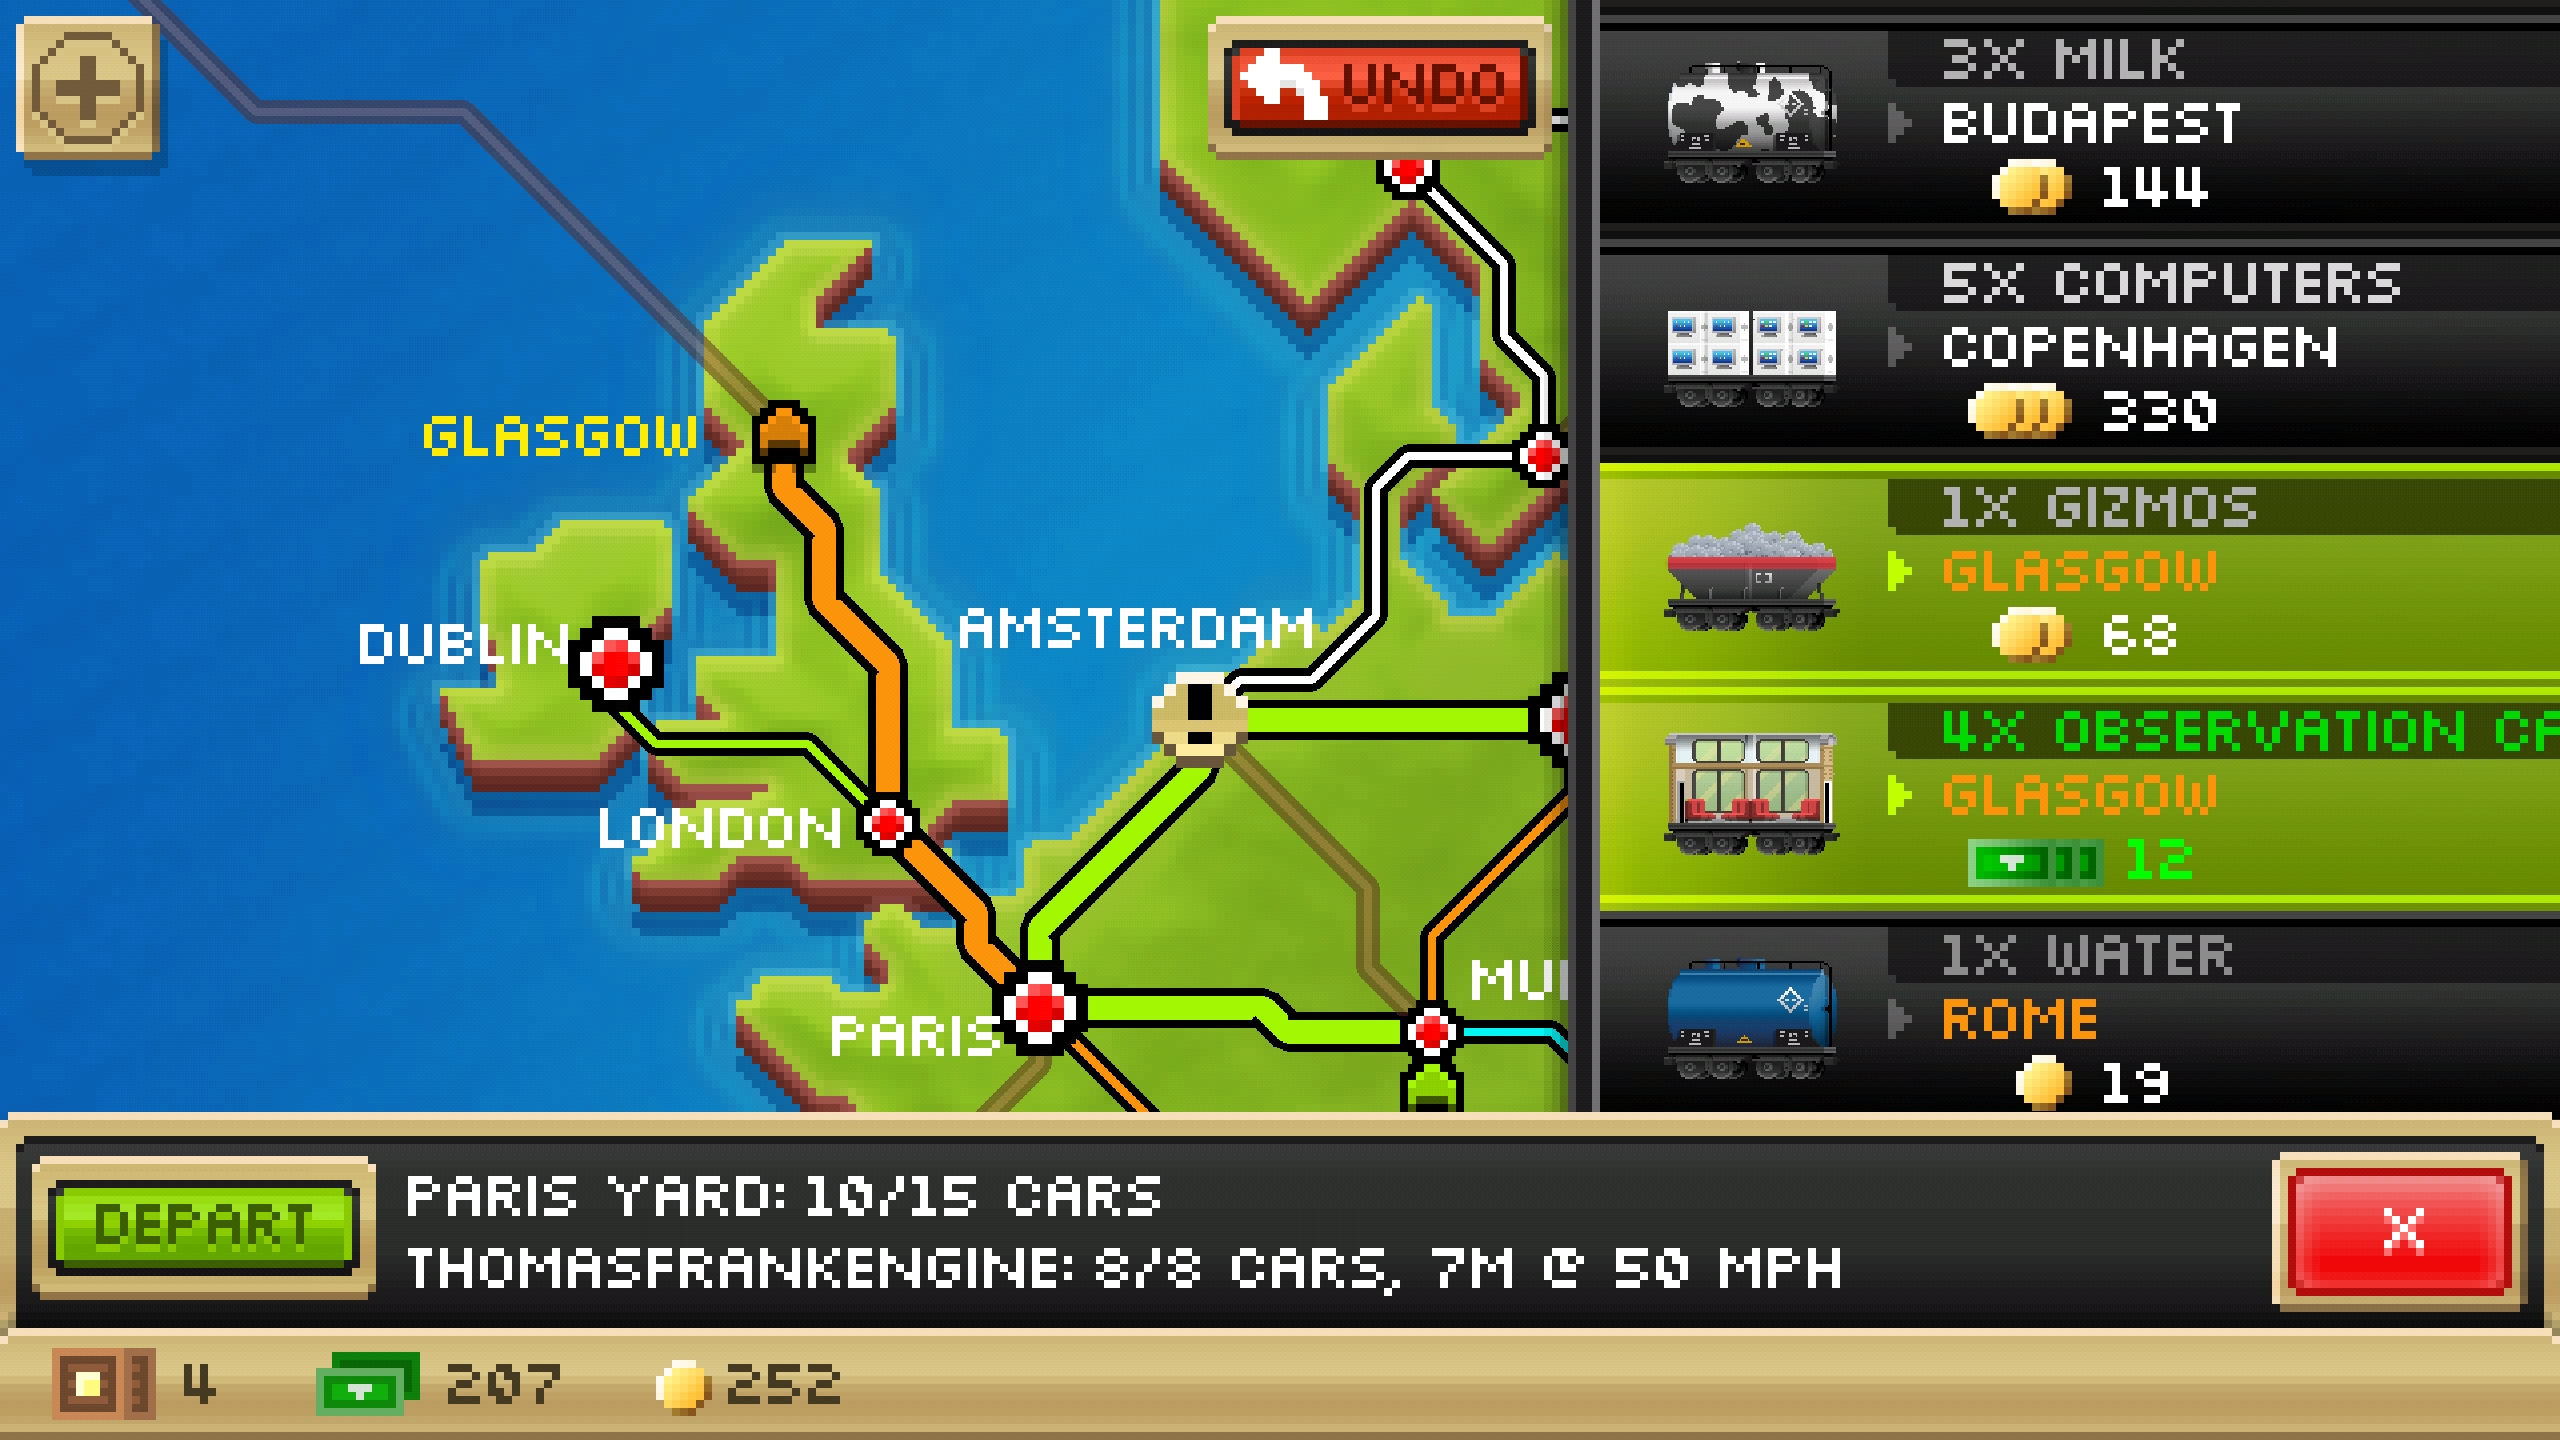 UNDO
GLASGOW
DUBLIN
AMSTERDAM
LONDON
PARIS
3X MILK
BUDAPEST
144
5X COMPUTERS
COPENHAGEN
330
1X GIZMOS
GLASGOW
68
4X OBSERVATION
GLASGOW
12
1X WATER
ROME
19
DEPART
PARIS YARD: 10/15 CARS
THOMASFRANKENGINE: 8/8 CARS, 7M @ 50 MPH
X
4
207
252